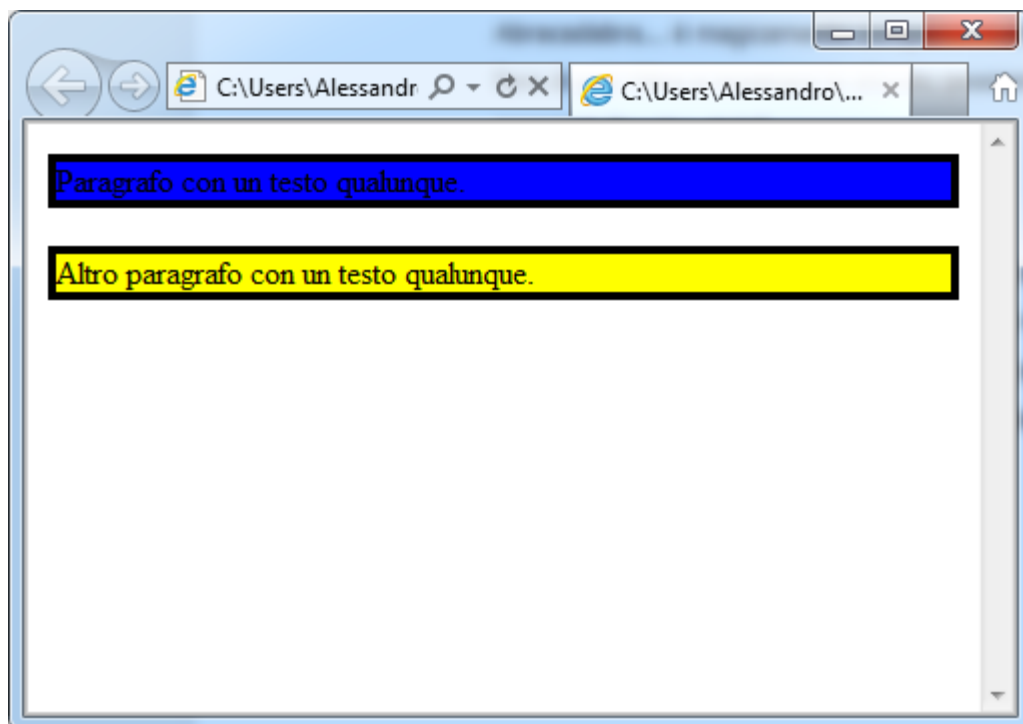 C:\Users\Alessandr
C:\Users\Alessandro\...
Paragrafo con un testo qualunque.
Altro paragrafo con un testo qualunque.